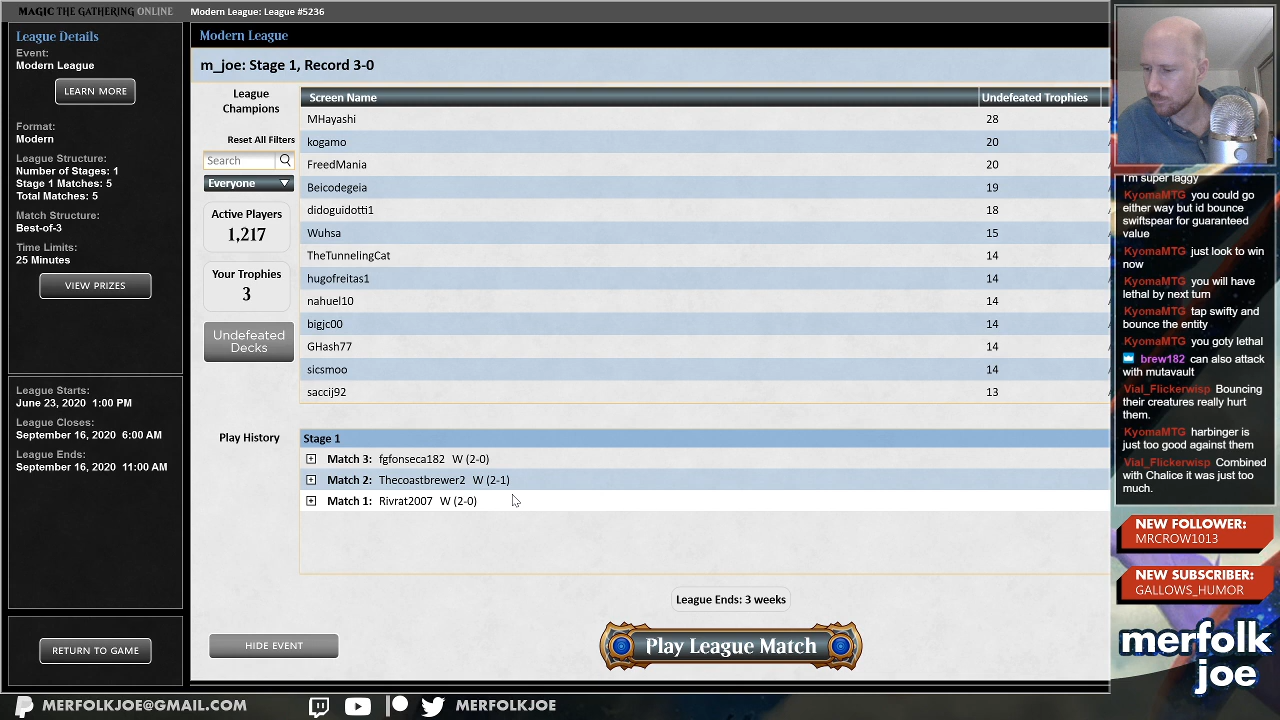 MAGIC THE GATHERING ONLINE
Modern League: League #5236
League Details
Event:
Modern League
LEARN MORE
Format:
Modern
League Structure:
Number of Stages: 1
Stage 1 Matches: 5
Total Matches: 5
Match Structure:
Best-of-3
Time Limits:
25 Minutes
VIEW PRIZES
League Starts:
June 23, 2020 1:00 PM
League Closes:
September 16, 2020 6:00 AM
League Ends:
September 16, 2020 11:00 AM
RETURN TO GAME
Modern League
m_joe: Stage 1, Record 3-0
League
Champions
Reset All Filters
Search
Everyone
Active Players
1,217
Your Trophies
3
Undefeated
Decks
Screen Name Undefeated Trophies
MHayashi 28
kogamo 20
FreedMania 20
Beicodegeia 19
didoguidotti1 18
Wuhsa 15
TheTunnelingCat 14
hugofreitas1 14
nahuel10 14
bigjc00 14
GHash77 14
sicsmoo 14
saccij92 13
Play History
Stage 1
Match 3: fgfonseca182 W (2-0)
Match 2: Thecoastbrewer2 W (2-1)
Match 1: Rivrat2007 W (2-0)
League Ends: 3 weeks
HIDE EVENT
Play League Match
I'm super laggy
KyomaMTG you could go
either way but id bounce
swiftspear for guaranteed
value
KyomaMTG just look to win
now
KyomaMTG you will have
lethal by next turn
KyomaMTG tap swifty and
bounce the entity
KyomaMTG you goty lethal
brew182 can also attack
with mutavault
Vial_Flickerwisp Bouncing
their creatures really hurt
them.
KyomaMTG harbinger is
just too good against them
Vial_Flickerwisp Combined
with Chalice it was just too
much.
NEW FOLLOWER:
MRCROW1013
NEW SUBSCRIBER:
GALLOWS_HUMOR
merfolk
joe
MERFOLKJOE@GMAIL.COM
MERFOLKJOE